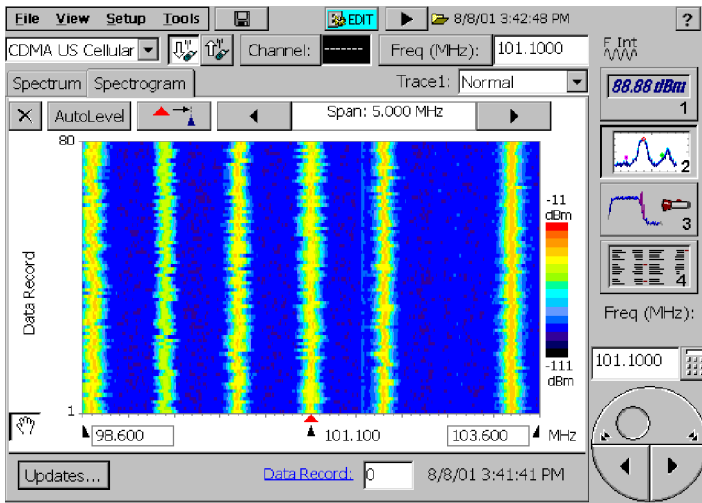 File View Setup Tools EDIT 8/8/01 3:42:48 PM ?
CDMA US Cellular Channel: ------- Freq (MHz): 101.1000 F Int
Spectrum Spectrogram Trace1: Normal
88.88 dBm
1
X AutoLevel Span: 5.000 MHz
80
2
-11
dBm
3
Data Record
4
Freq (MHz):
-111
dBm
101.1000
1
98.600 101.100 103.600 MHz
Updates... Data Record: 0 8/8/01 3:41:41 PM